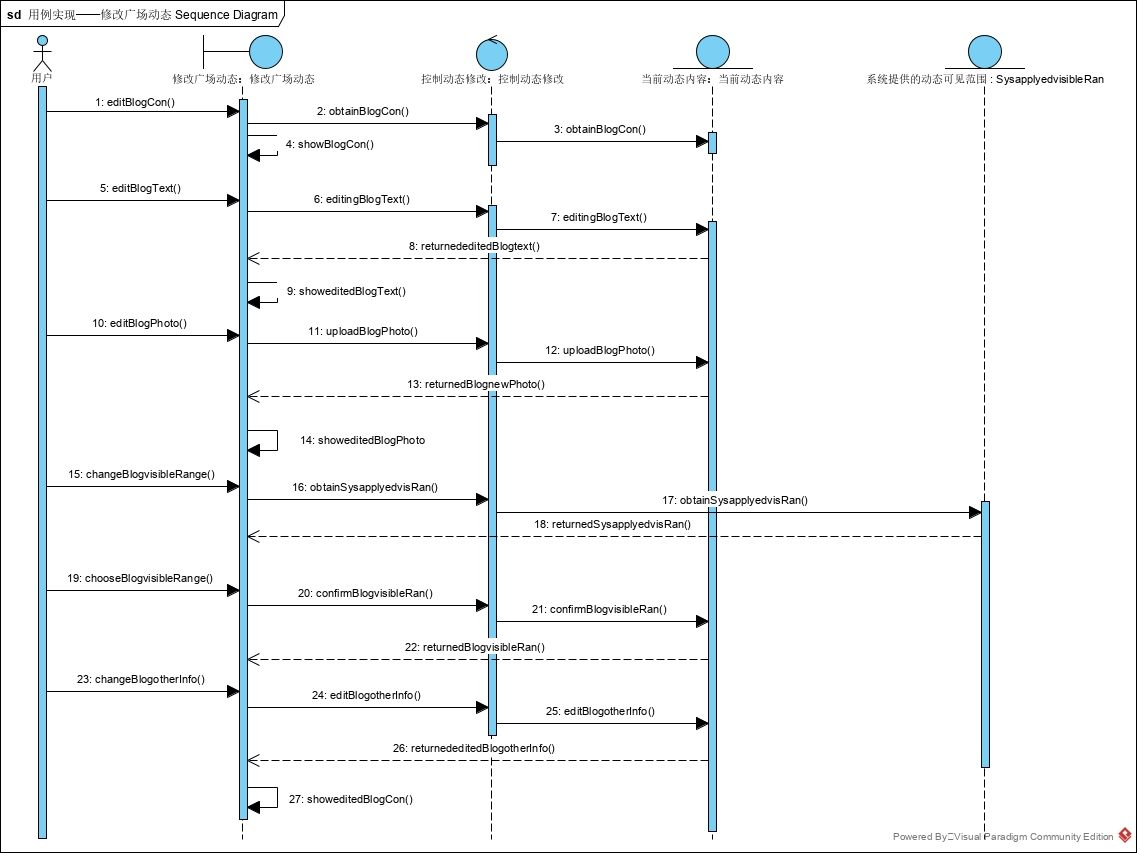 sd 用例实现——修改广场动态 Sequence Diagram
用户
修改广场动态：修改广场动态
控制动态修改：控制动态修改
当前动态内容：当前动态内容
系统提供的动态可见范围 : SysapplyedvisibleRan
1: editBlogCon()
2: obtainBlogCon()
3: obtainBlogCon()
4: showBlogCon()
5: editBlogText()
6: editingBlogText()
7: editingBlogText()
8: returnededitedBlogtext()
9: showeditedBlogText()
10: editBlogPhoto()
11: uploadBlogPhoto()
12: uploadBlogPhoto()
13: returnedBlognewPhoto()
14: showeditedBlogPhoto
15: changeBlogvisibleRange()
16: obtainSysapplyedvisRan()
17: obtainSysapplyedvisRan()
18: returnedSysapplyedvisRan()
19: chooseBlogvisibleRange()
20: confirmBlogvisibleRan()
21: confirmBlogvisibleRan()
22: returnedBlogvisibleRan()
23: changeBlogotherInfo()
24: editBlogotherInfo()
25: editBlogotherInfo()
26: returnededitedBlogotherInfo()
27: showeditedBlogCon()
Powered By Visual Paradigm Community Edition